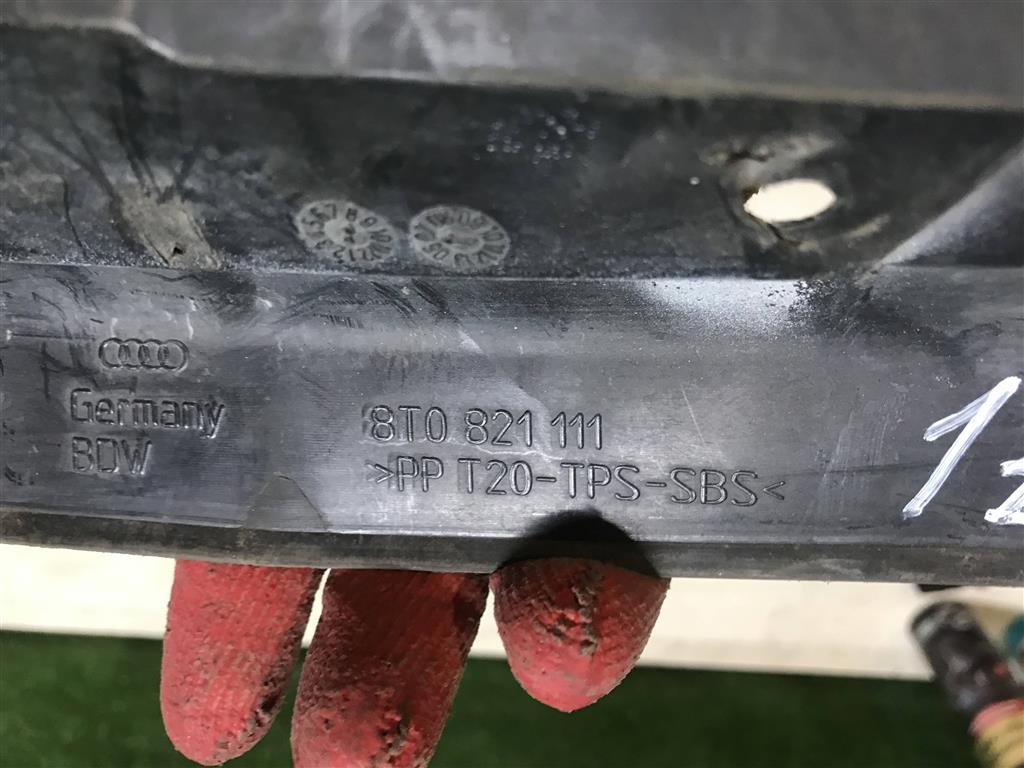 Germany
BDW
8T0 821 111
>PP T20-TPS-SBS<